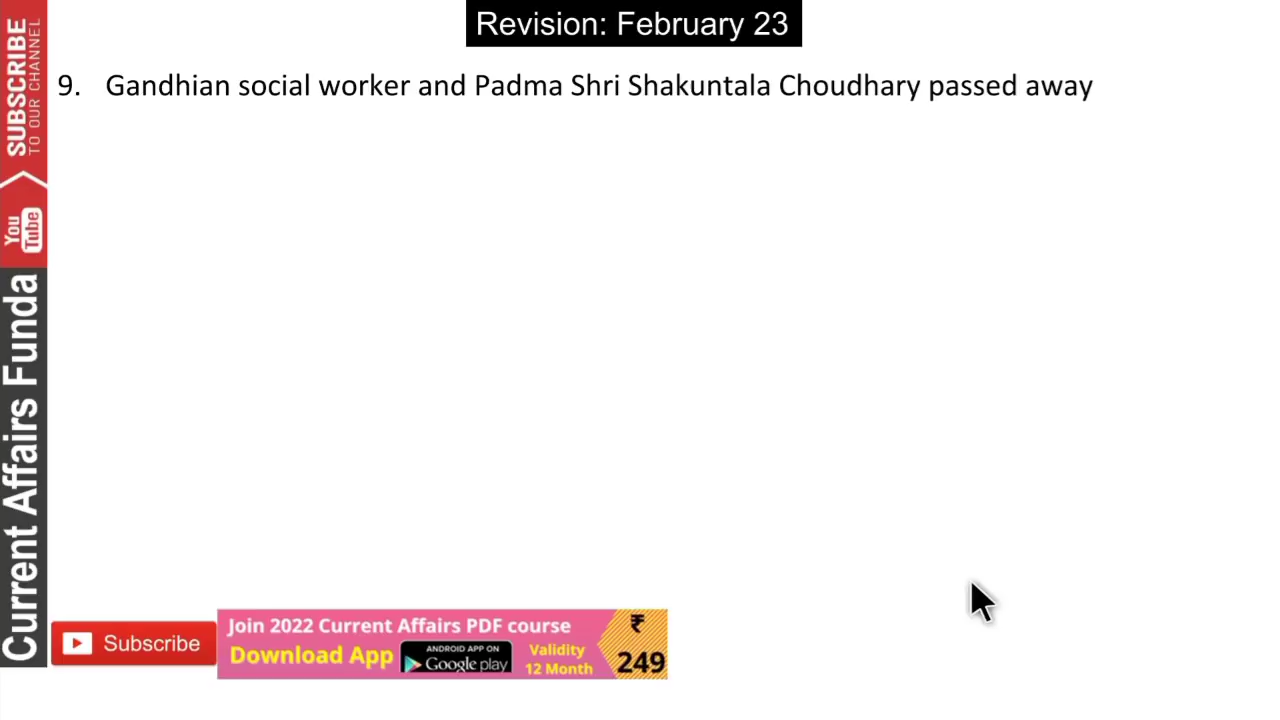 Revision: February 23
9. Gandhian social worker and Padma Shri Shakuntala Choudhary passed away
SUBSCRIBE
TO OUR CHANNEL
You
Tube
Current Affairs Funda
Subscribe
Join 2022 Current Affairs PDF course
Download App
ANDROID APP ON
Google play
Validity
12 Month
₹
249